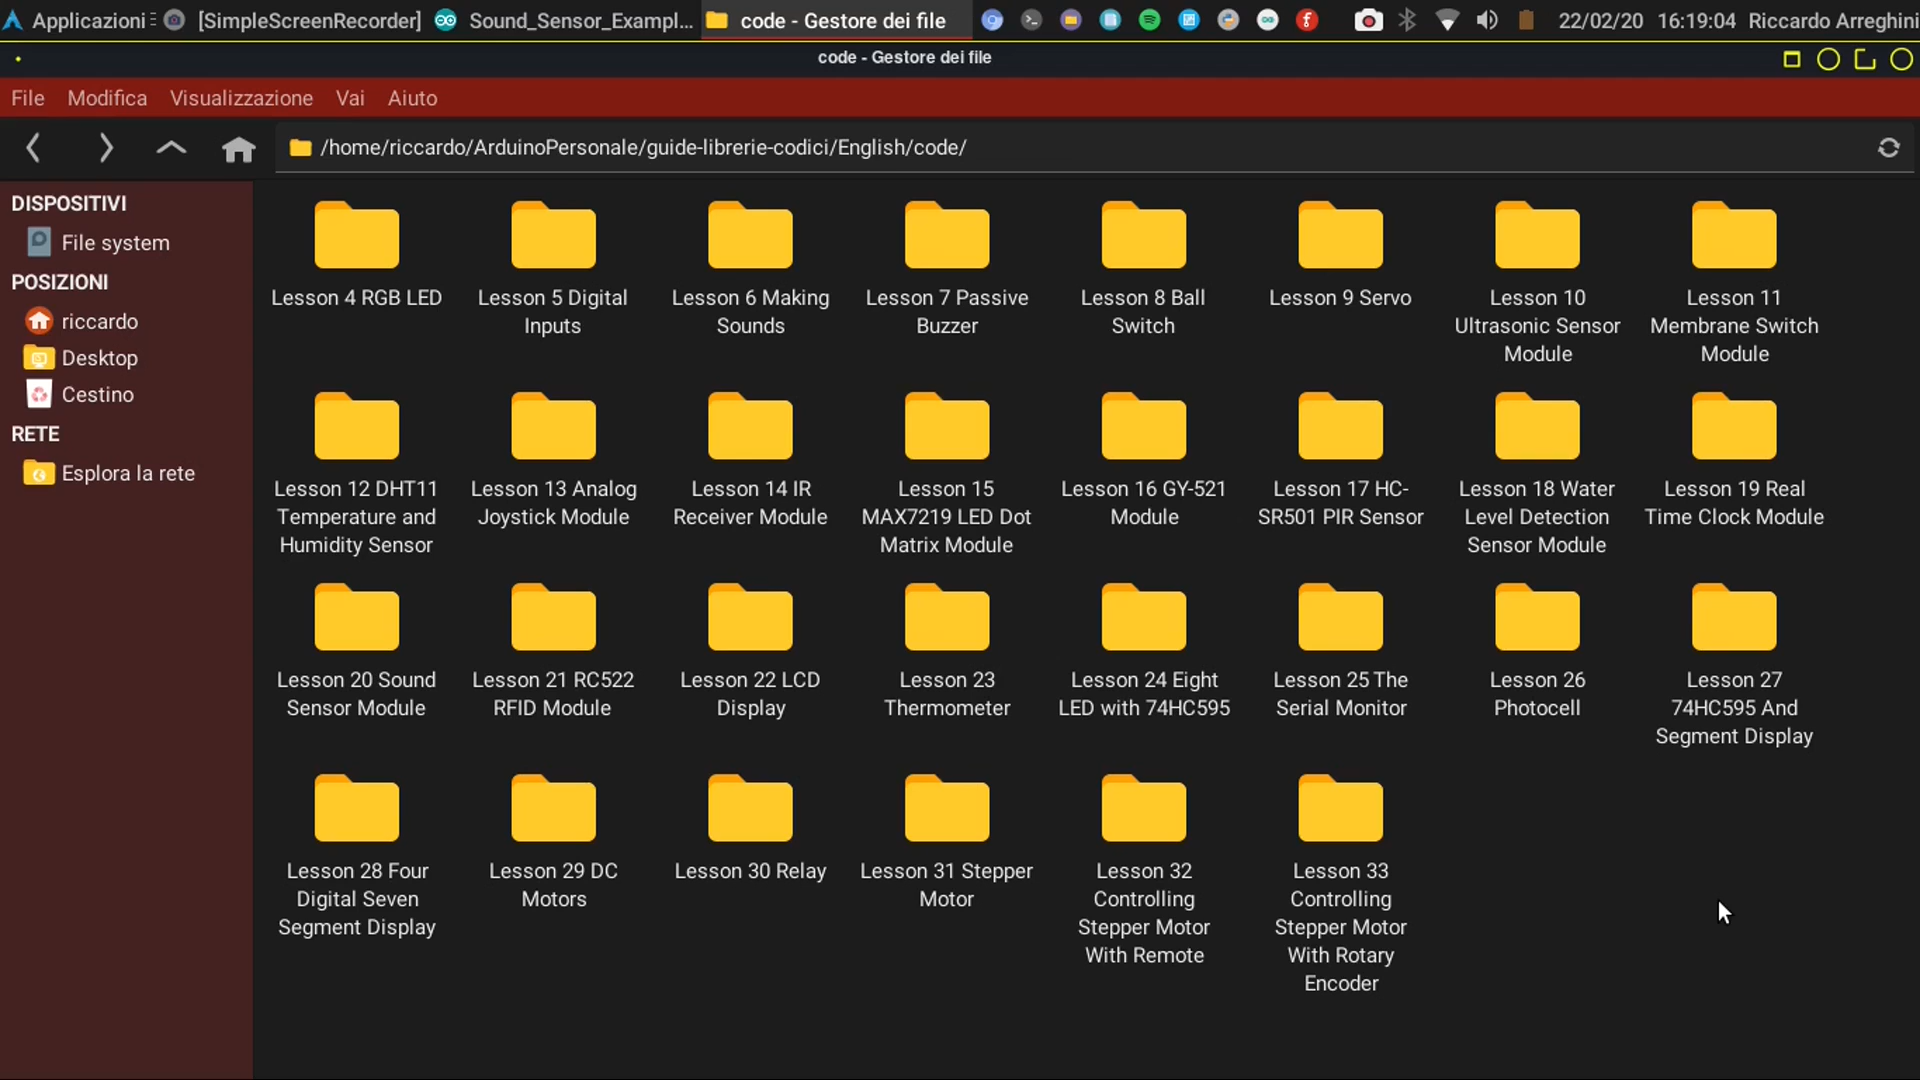 Applicazioni
[SimpleScreenRecorder]
Sound_Sensor_Exampl...
code - Gestore dei file
22/02/20 16:19:04 Riccardo Arreghini
code - Gestore dei file
File Modifica Visualizzazione Vai Aiuto
/home/riccardo/ArduinoPersonale/guide-librerie-codici/English/code/
DISPOSITIVI
File system
POSIZIONI
riccardo
Desktop
Cestino
RETE
Esplora la rete
Lesson 4 RGB LED
Lesson 5 Digital
Inputs
Lesson 6 Making
Sounds
Lesson 7 Passive
Buzzer
Lesson 8 Ball
Switch
Lesson 9 Servo
Lesson 10
Ultrasonic Sensor
Module
Lesson 11
Membrane Switch
Module
Lesson 12 DHT11
Temperature and
Humidity Sensor
Lesson 13 Analog
Joystick Module
Lesson 14 IR
Receiver Module
Lesson 15
MAX7219 LED Dot
Matrix Module
Lesson 16 GY-521
Module
Lesson 17 HC-
SR501 PIR Sensor
Lesson 18 Water
Level Detection
Sensor Module
Lesson 19 Real
Time Clock Module
Lesson 20 Sound
Sensor Module
Lesson 21 RC522
RFID Module
Lesson 22 LCD
Display
Lesson 23
Thermometer
Lesson 24 Eight
LED with 74HC595
Lesson 25 The
Serial Monitor
Lesson 26
Photocell
Lesson 27
74HC595 And
Segment Display
Lesson 28 Four
Digital Seven
Segment Display
Lesson 29 DC
Motors
Lesson 30 Relay
Lesson 31 Stepper
Motor
Lesson 32
Controlling
Stepper Motor
With Remote
Lesson 33
Controlling
Stepper Motor
With Rotary
Encoder